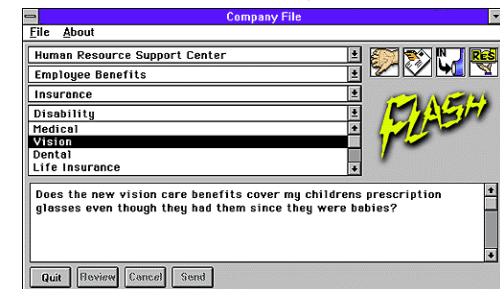 Company File
File About
Human Resource Support Center
IN
RES
Employee Benefits
Insurance
Disability
FLASH
Medical
Vision
Dental
Life Insurance
Does the new vision care benefits cover my childrens prescription
glasses even though they had them since they were babies?
Quit Review Cancel Send